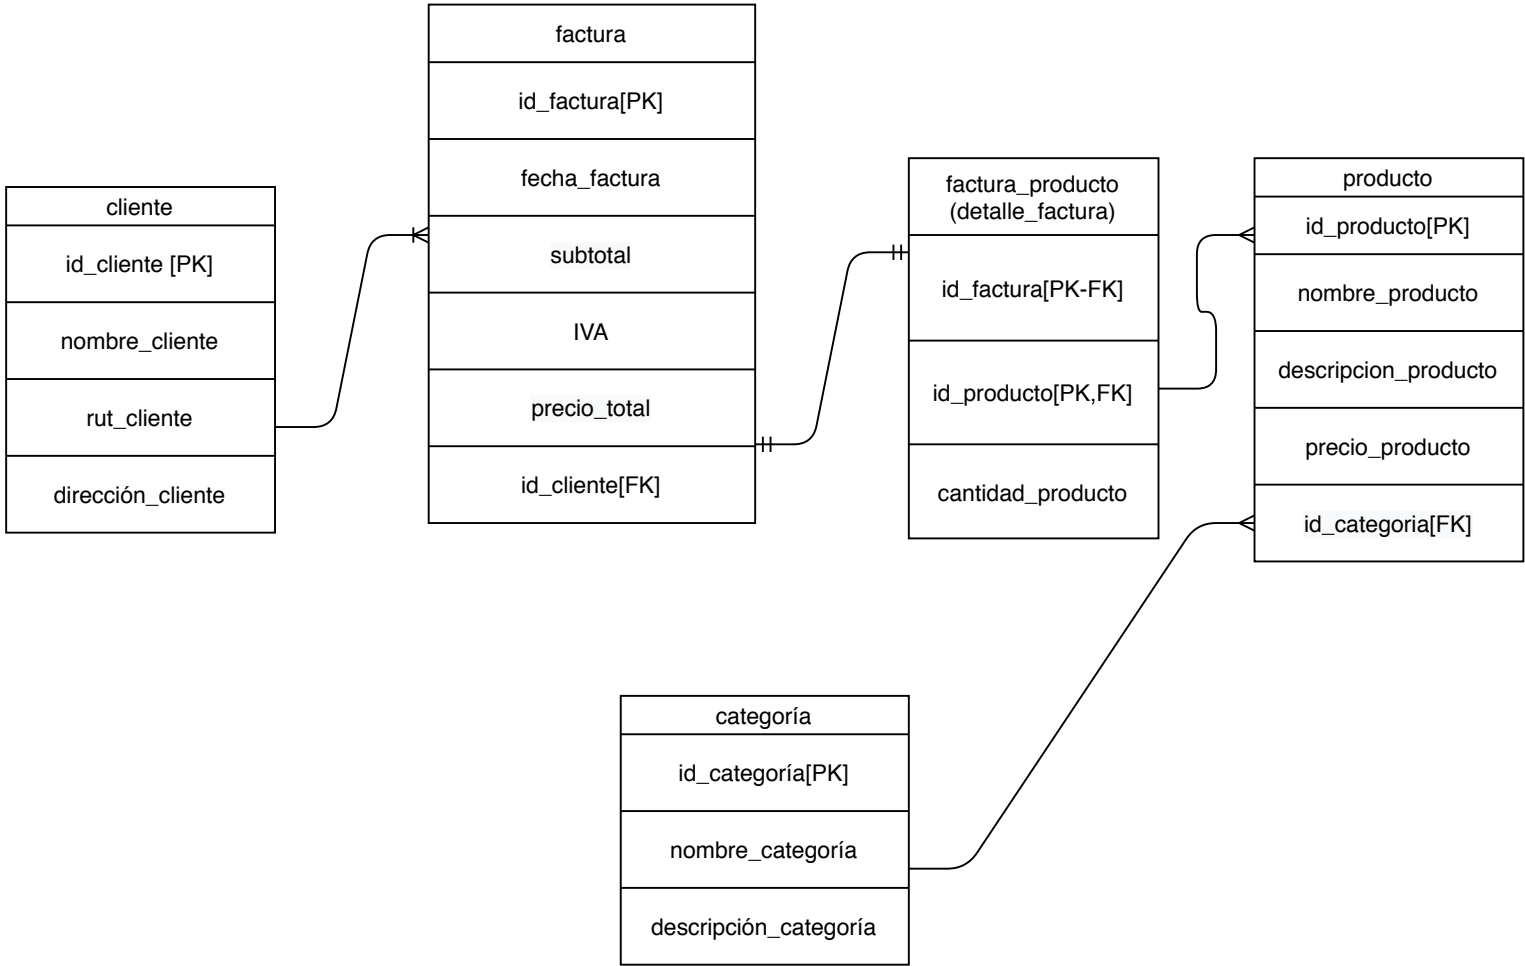 factura
id_factura[PK]
fecha_factura
subtotal
IVA
precio_total
id_cliente[FK]
cliente
id_cliente [PK]
nombre_cliente
rut_cliente
dirección_cliente
factura_producto
(detalle_factura)
id_factura[PK-FK]
id_producto[PK,FK]
cantidad_producto
producto
id_producto[PK]
nombre_producto
descripcion_producto
precio_producto
id_categoria[FK]
categoría
id_categoría[PK]
nombre_categoría
descripción_categoría